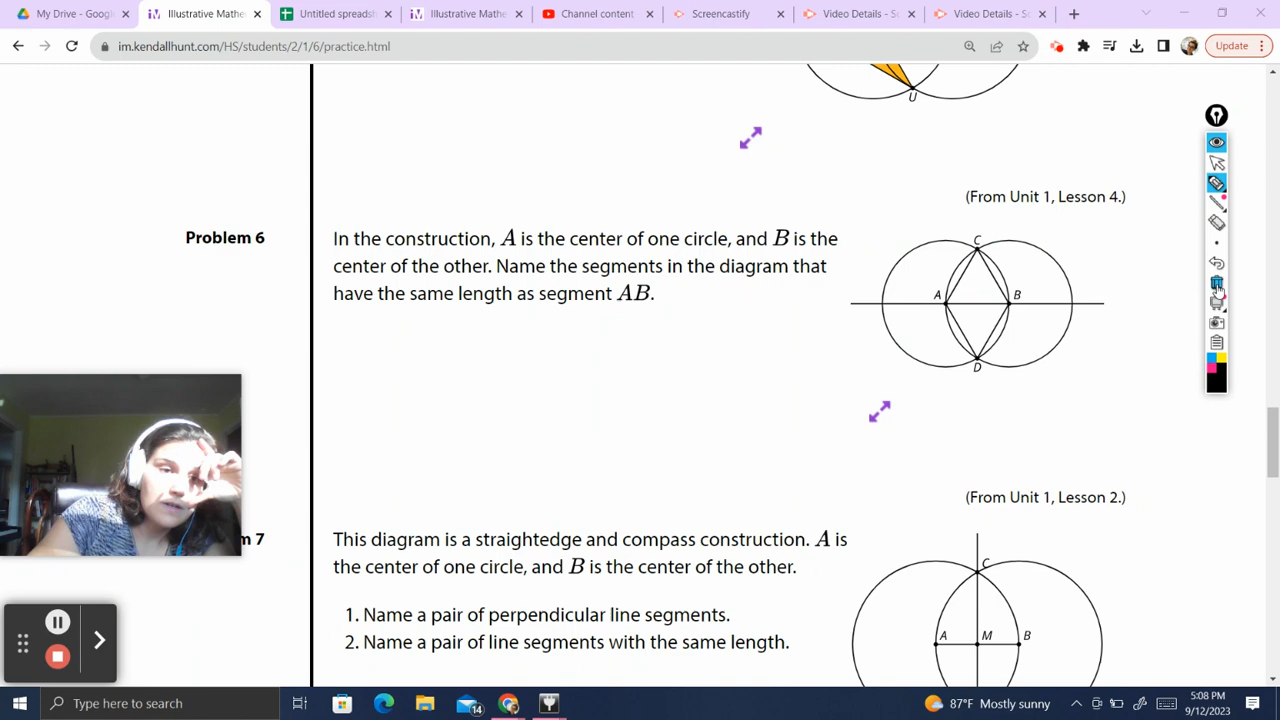 My Drive - Goog
Illustrative Mathe
Untitled spreadsh
Illustrative Mathe
Channel content
Screencastify
Video Details - Sc
Video Details - Sc
im.kendallhunt.com/HS/students/2/1/6/practice.html
Update
U
(From Unit 1, Lesson 4.)
Problem 6
In the construction, A is the center of one circle, and B is the
center of the other. Name the segments in the diagram that
have the same length as segment AB.
C
A
B
D
(From Unit 1, Lesson 2.)
m 7
This diagram is a straightedge and compass construction. A is
the center of one circle, and B is the center of the other.
1. Name a pair of perpendicular line segments.
2. Name a pair of line segments with the same length.
C
A
M
B
Type here to search
14
87°F Mostly sunny
5:08 PM
9/12/2023